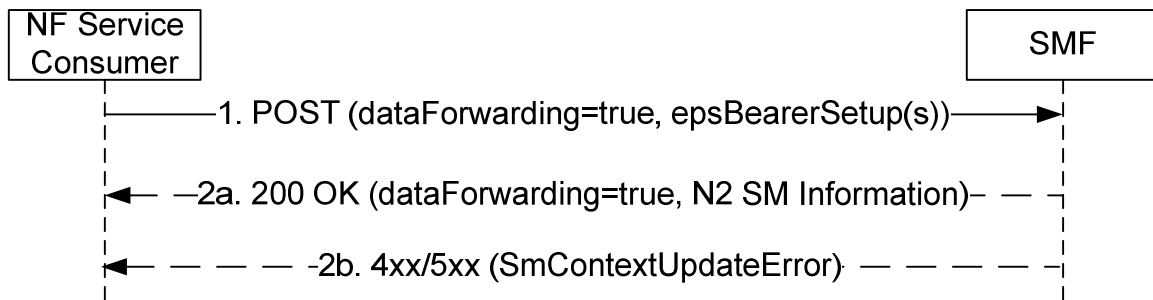 NF Service
Consumer
SMF
1. POST (dataForwarding=true, epsBearerSetup(s))
2a. 200 OK (dataForwarding=true, N2 SM Information)
2b. 4xx/5xx (SmContextUpdateError)